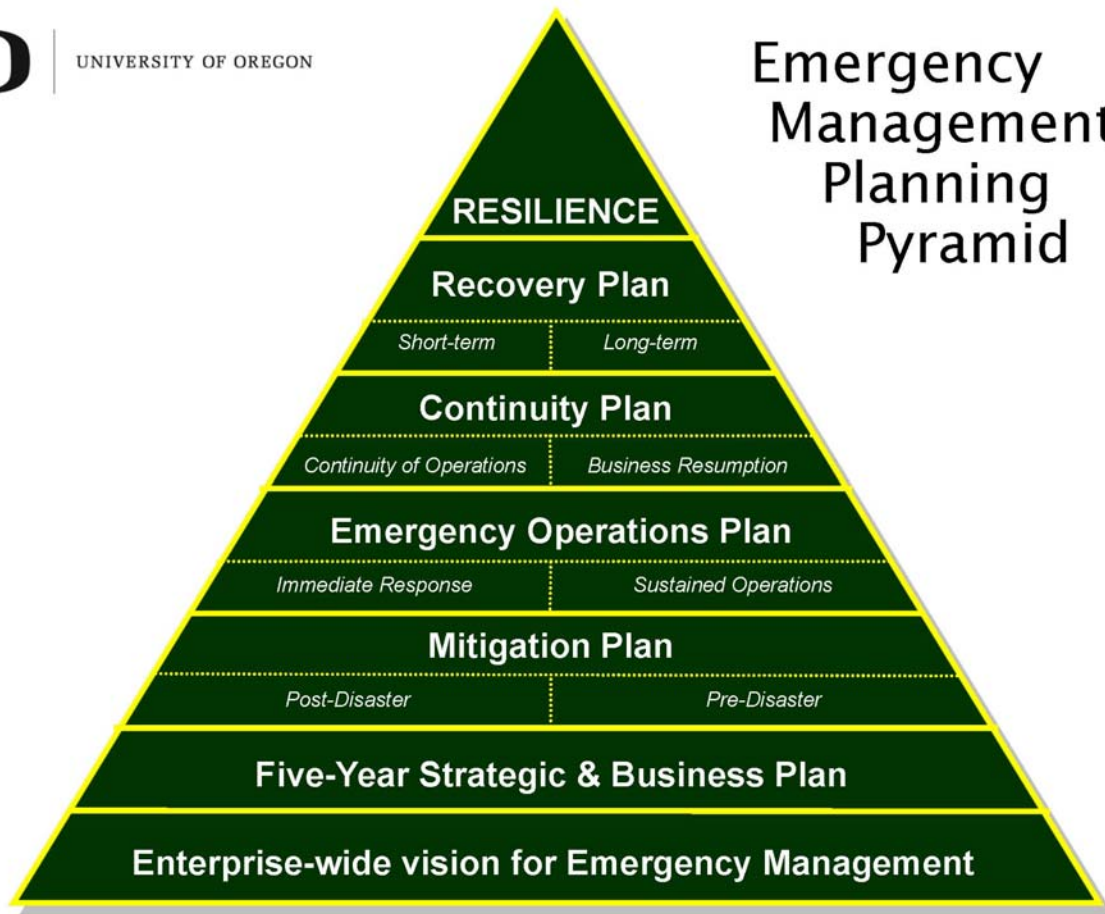 UNIVERSITY OF OREGON
Emergency
Management
Planning
Pyramid
RESILIENCE
Recovery Plan
Short-term
Long-term
Continuity Plan
Continuity of Operations
Business Resumption
Emergency Operations Plan
Immediate Response
Sustained Operations
Mitigation Plan
Post-Disaster
Pre-Disaster
Five-Year Strategic & Business Plan
Enterprise-wide vision for Emergency Management